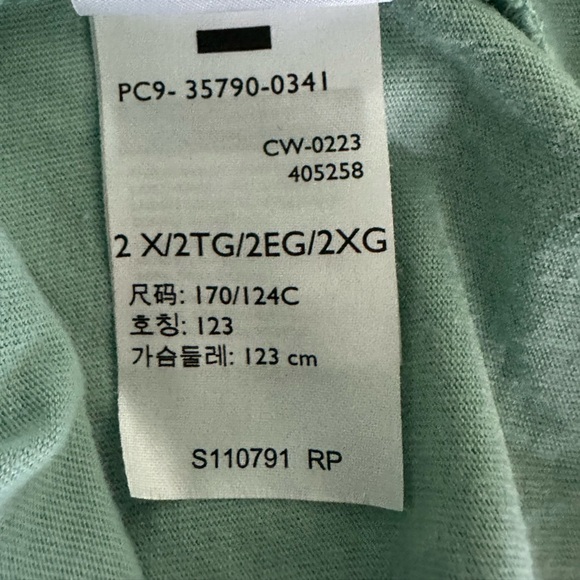 PC9- 35790-0341
CW-0223
405258
2 X/2TG/2EG/2XG
尺码: 170/124C
호칭: 123
가슴둘레: 123 cm
S110791 RP